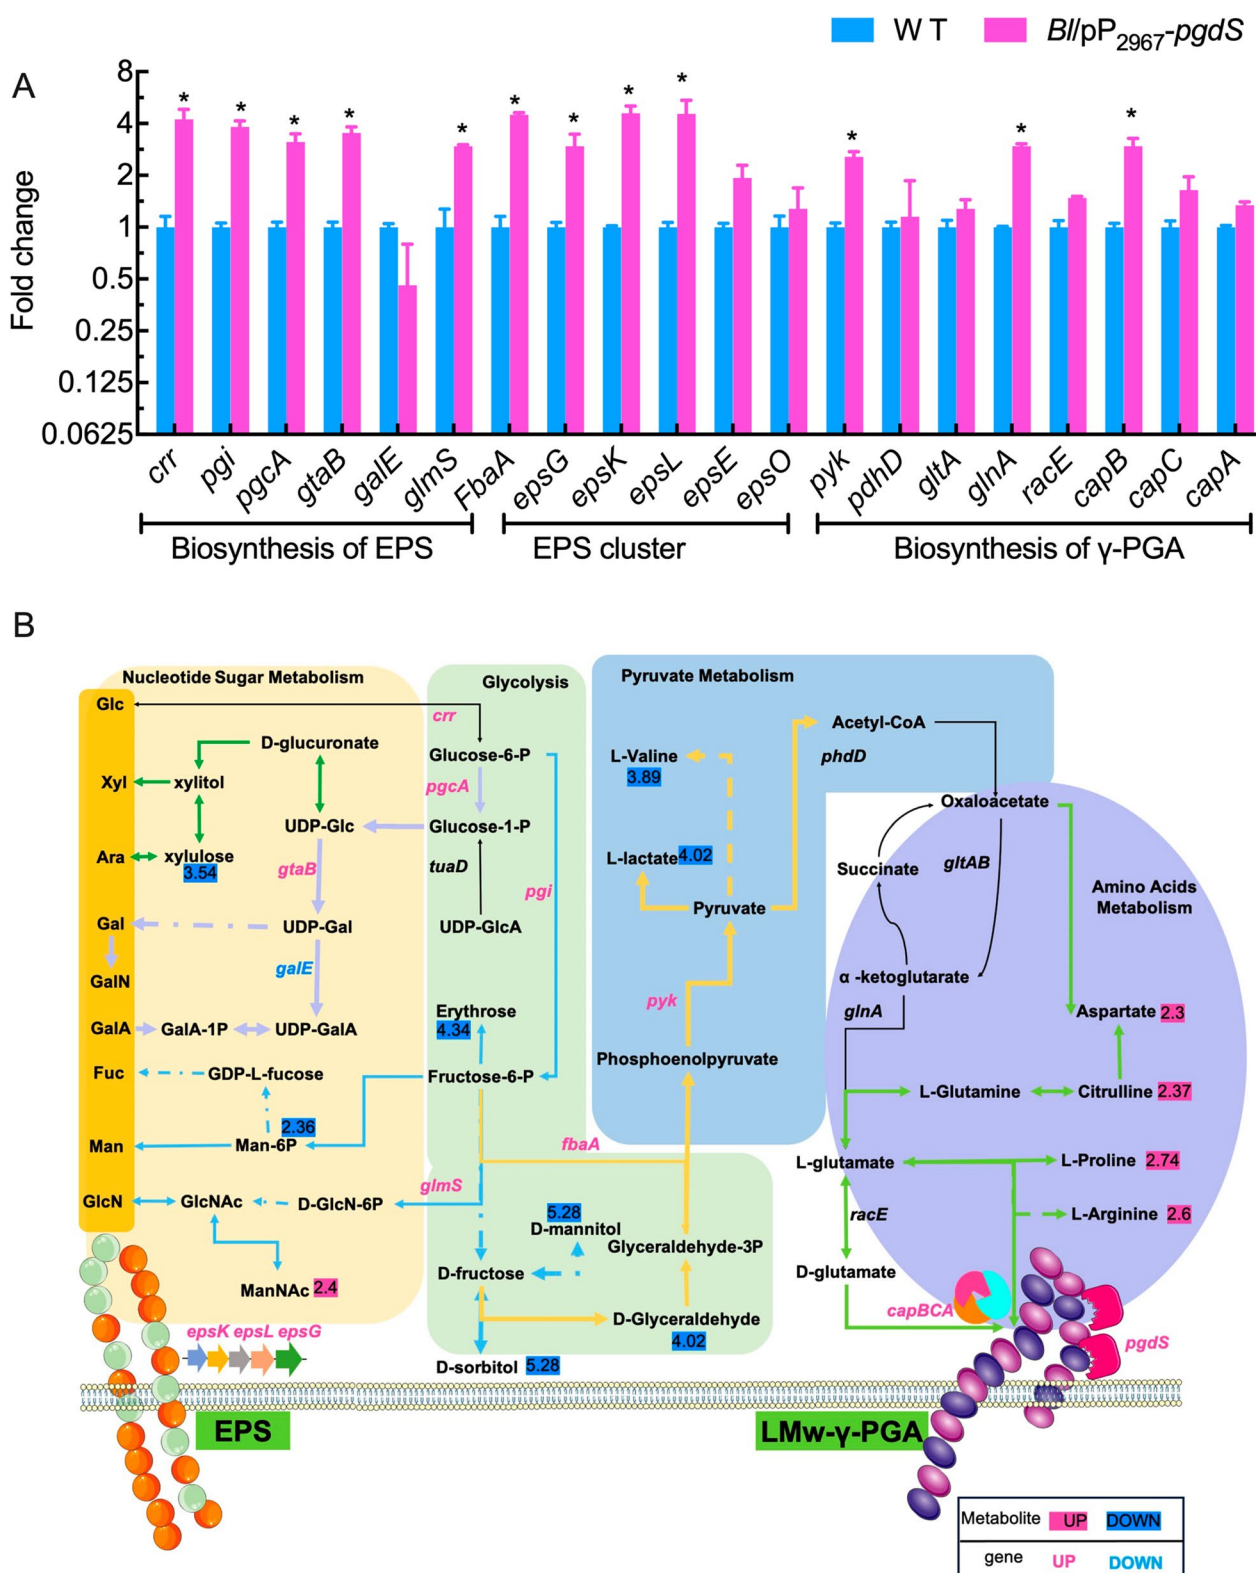 W T
Bl/pP2967-pgdS
A
8
4
2
1
0.5
0.25
0.125
0.0625
Fold change
* * * * * * * * * * * *
crr pgi pgcA gtaB galE glmS FbaA epsG epsK epsL epsE epsO pyk pdhD gltA glnA racE capB capC capA
Biosynthesis of EPS
EPS cluster
Biosynthesis of γ-PGA
B
Nucleotide Sugar Metabolism
Glycolysis
Pyruvate Metabolism
Amino Acids
Metabolism
Glc
Xyl
Ara
Gal
GalN
GalA
Fuc
Man
GlcN
D-glucuronate
xylitol
xylulose
3.54
UDP-Glc
gtaB
UDP-Gal
galE
GalA-1P
UDP-GalA
GDP-L-fucose
2.36
Man-6P
GlcNAc
D-GlcN-6P
ManNAc 2.4
epsK epsL epsG
crr
Glucose-6-P
pgcA
Glucose-1-P
tuaD
pgi
UDP-GlcA
Erythrose
4.34
Fructose-6-P
fbaA
glmS
5.28
D-mannitol
Glyceraldehyde-3P
D-fructose
D-Glyceraldehyde
4.02
D-sorbitol 5.28
L-Valine
3.89
Acetyl-CoA
phdD
L-lactate 4.02
Pyruvate
pyk
Phosphoenolpyruvate
Oxaloacetate
Succinate
gltAB
α -ketoglutarate
glnA
Aspartate 2.3
L-Glutamine
Citrulline 2.37
L-glutamate
L-Proline 2.74
racE
L-Arginine 2.6
D-glutamate
capBCA
pgdS
EPS
LMw-γ-PGA
Metabolite UP DOWN
gene UP DOWN